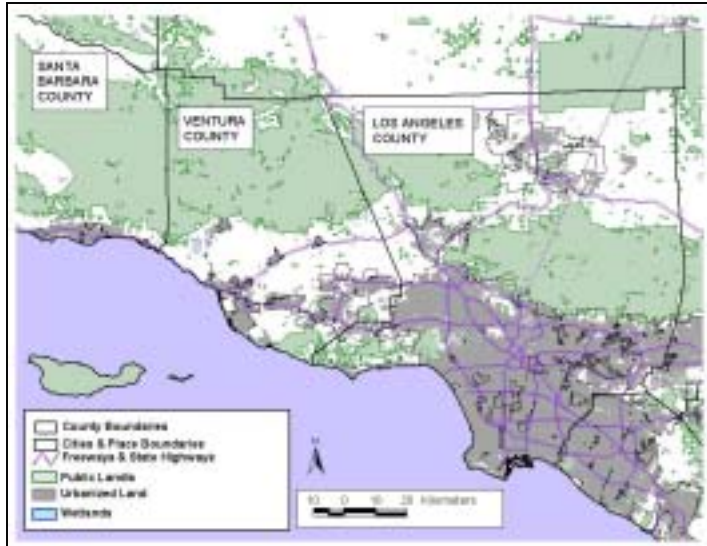 SANTA
BARBARA
COUNTY
VENTURA
COUNTY
LOS ANGELES
COUNTY
County Boundaries
Cities & Place Boundaries
Freeways & State Highways
Public Lands
Urbanized Land
Wetlands
N
10 0 10 20 Kilometers